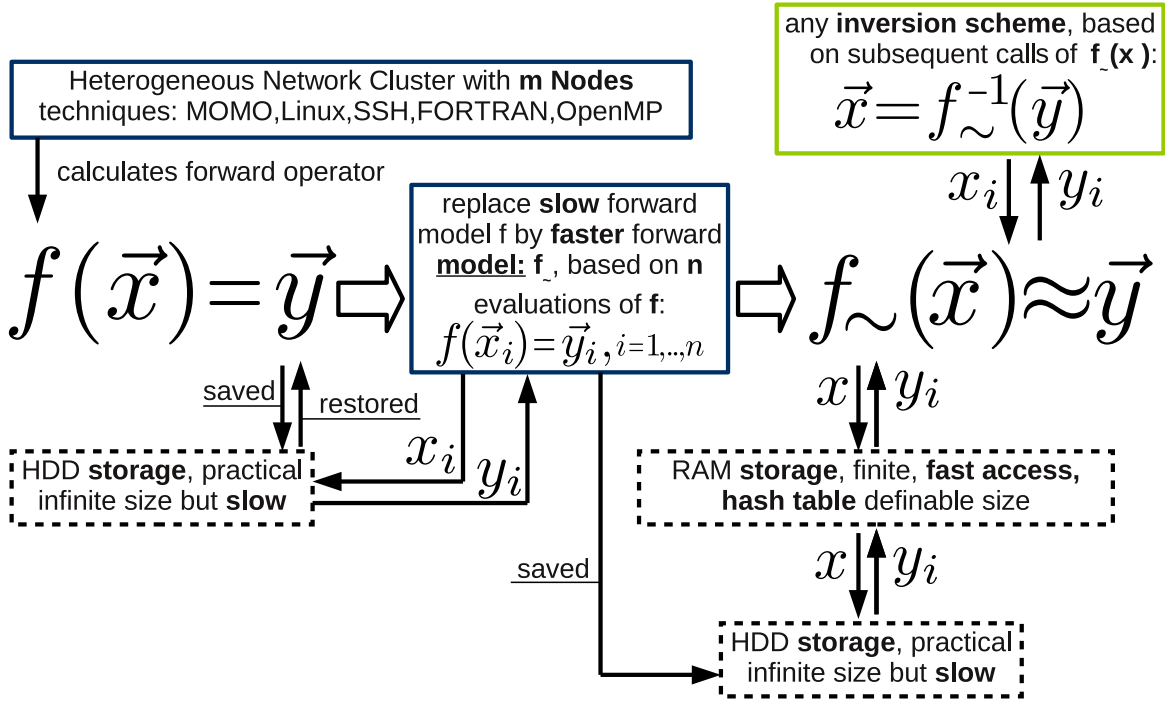 any inversion scheme, based
on subsequent calls of f~(x ):
x⃗ = f~⁻¹(y⃗)
Heterogeneous Network Cluster with m Nodes
techniques: MOMO,Linux,SSH,FORTRAN,OpenMP
calculates forward operator
xi
yi
replace slow forward
model f by faster forward
model: f~, based on n
evaluations of f:
f(x⃗i)=y⃗i, i=1,..,n
f(x⃗)=y⃗
f~(x⃗)≈y⃗
saved
restored
xi
yi
x
yi
HDD storage, practical
infinite size but slow
RAM storage, finite, fast access,
hash table definable size
saved
x
yi
HDD storage, practical
infinite size but slow